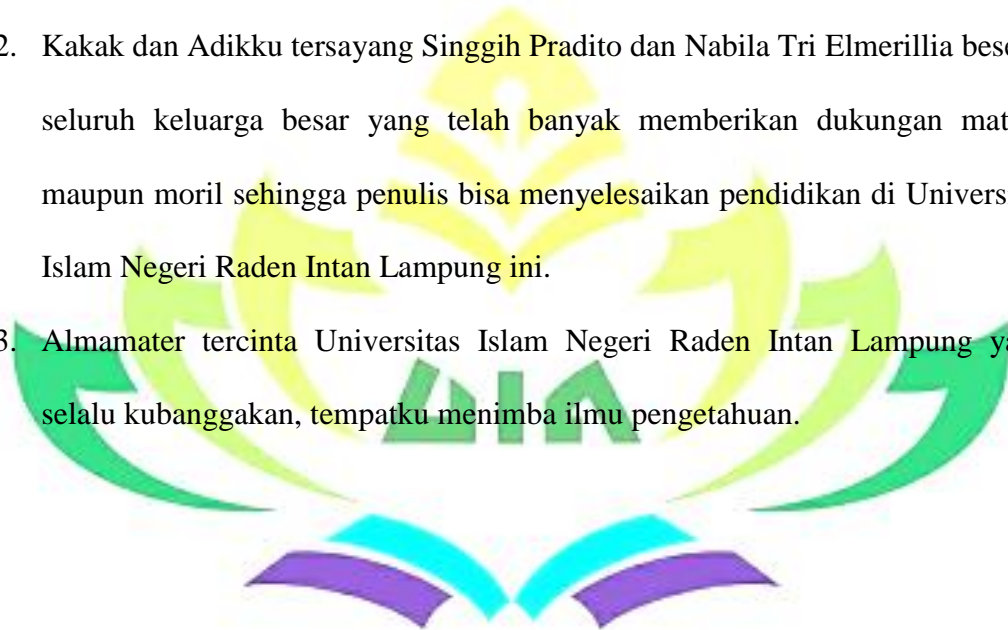 2. Kakak dan Adikku tersayang Singgih Pradito dan Nabila Tri Elmerillia
seluruh keluarga besar yang telah banyak memberikan dukungan
maupun moril sehingga penulis bisa menyelesaikan pendidikan di
Islam Negeri Raden Intan Lampung ini.
3. Almamater tercinta Universitas Islam Negeri Raden Intan Lampung
selalu kubanggakan, tempatku menimba ilmu pengetahuan.
UIN